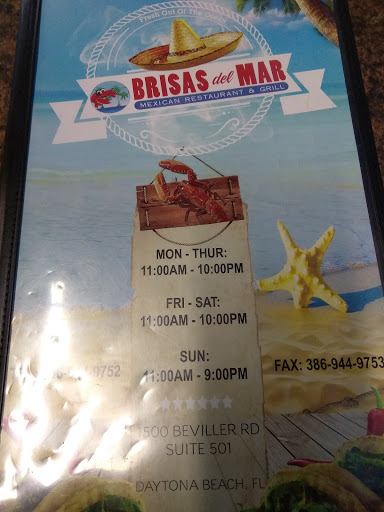 Fresh Out Of The
BRISAS del MAR
MEXICAN RESTAURANT & GRILL
MON - THUR:
11:00AM - 10:00PM
FRI - SAT:
11:00AM - 10:00PM
SUN:
11:00AM - 9:00PM
-944-9752
FAX: 386-944-9753
1500 BEVILLER RD
SUITE 501
DAYTONA BEACH, FL